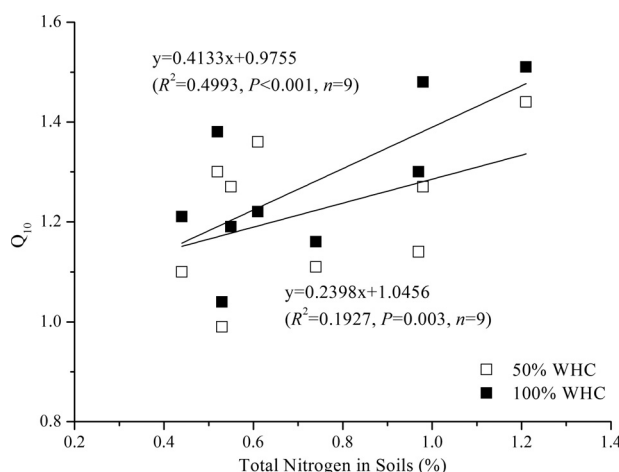 1.6
y=0.4133x+0.9755
(R²=0.4993, P<0.001, n=9)
1.4
1.2
Q₁₀
y=0.2398x+1.0456
(R²=0.1927, P=0.003, n=9)
1.0
50% WHC
100% WHC
0.8
0.2 0.4 0.6 0.8 1.0 1.2 1.4
Total Nitrogen in Soils (%)